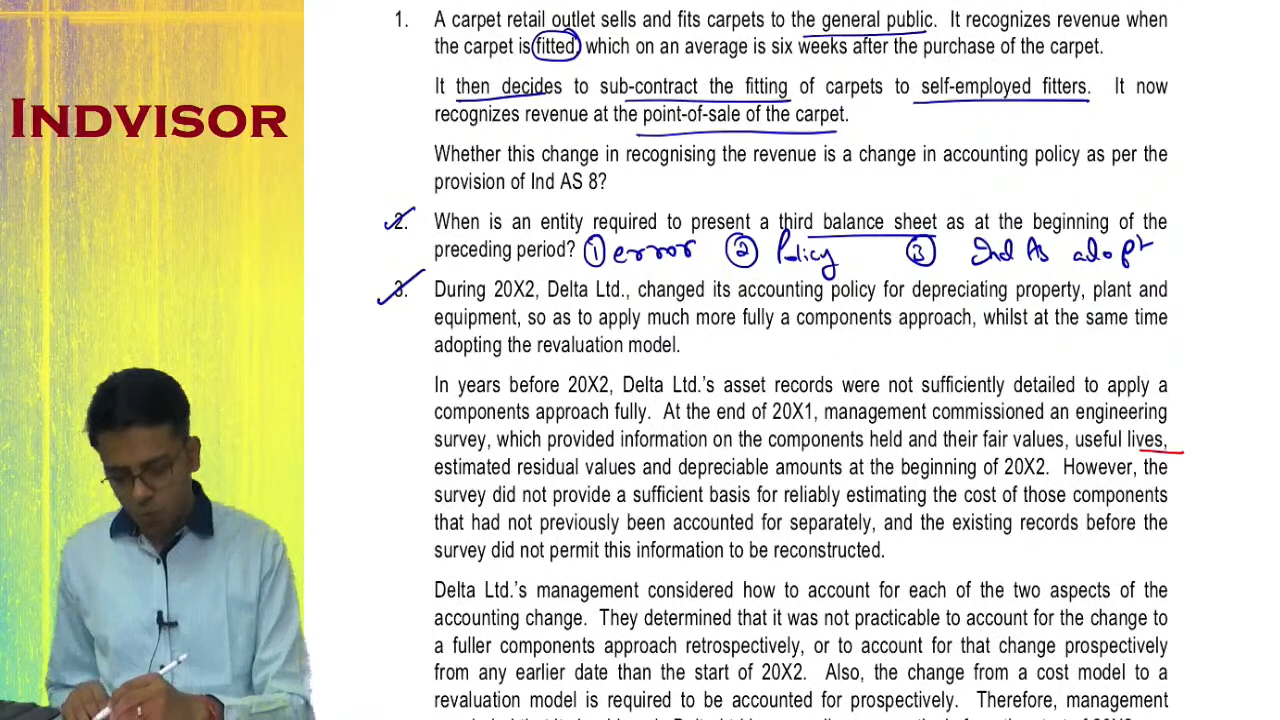 INDVISOR
1. A carpet retail outlet sells and fits carpets to the general public. It recognizes revenue when
the carpet is fitted which on an average is six weeks after the purchase of the carpet.
It then decides to sub-contract the fitting of carpets to self-employed fitters. It now
recognizes revenue at the point-of-sale of the carpet.
Whether this change in recognising the revenue is a change in accounting policy as per the
provision of Ind AS 8?
2. When is an entity required to present a third balance sheet as at the beginning of the
preceding period? ① error ② Policy ③ Ind As adopt
3. During 20X2, Delta Ltd., changed its accounting policy for depreciating property, plant and
equipment, so as to apply much more fully a components approach, whilst at the same time
adopting the revaluation model.
In years before 20X2, Delta Ltd.'s asset records were not sufficiently detailed to apply a
components approach fully. At the end of 20X1, management commissioned an engineering
survey, which provided information on the components held and their fair values, useful lives,
estimated residual values and depreciable amounts at the beginning of 20X2. However, the
survey did not provide a sufficient basis for reliably estimating the cost of those components
that had not previously been accounted for separately, and the existing records before the
survey did not permit this information to be reconstructed.
Delta Ltd.'s management considered how to account for each of the two aspects of the
accounting change. They determined that it was not practicable to account for the change to
a fuller components approach retrospectively, or to account for that change prospectively
from any earlier date than the start of 20X2. Also, the change from a cost model to a
revaluation model is required to be accounted for prospectively. Therefore, management